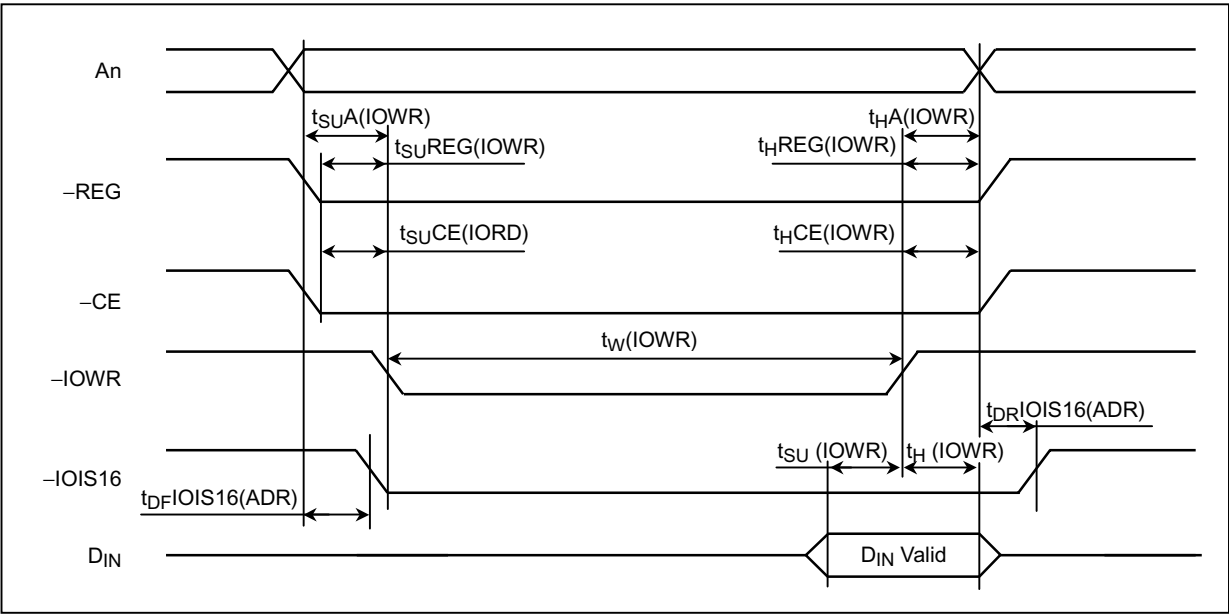 An
tSUA(IOWR) tHA(IOWR)
tSUREG(IOWR) tHREG(IOWR)
−REG
tSUCE(IORD) tHCE(IOWR)
−CE
tW(IOWR)
−IOWR
tDRIOIS16(ADR)
tSU (IOWR) tH (IOWR)
−IOIS16
tDFIOIS16(ADR)
DIN DIN Valid